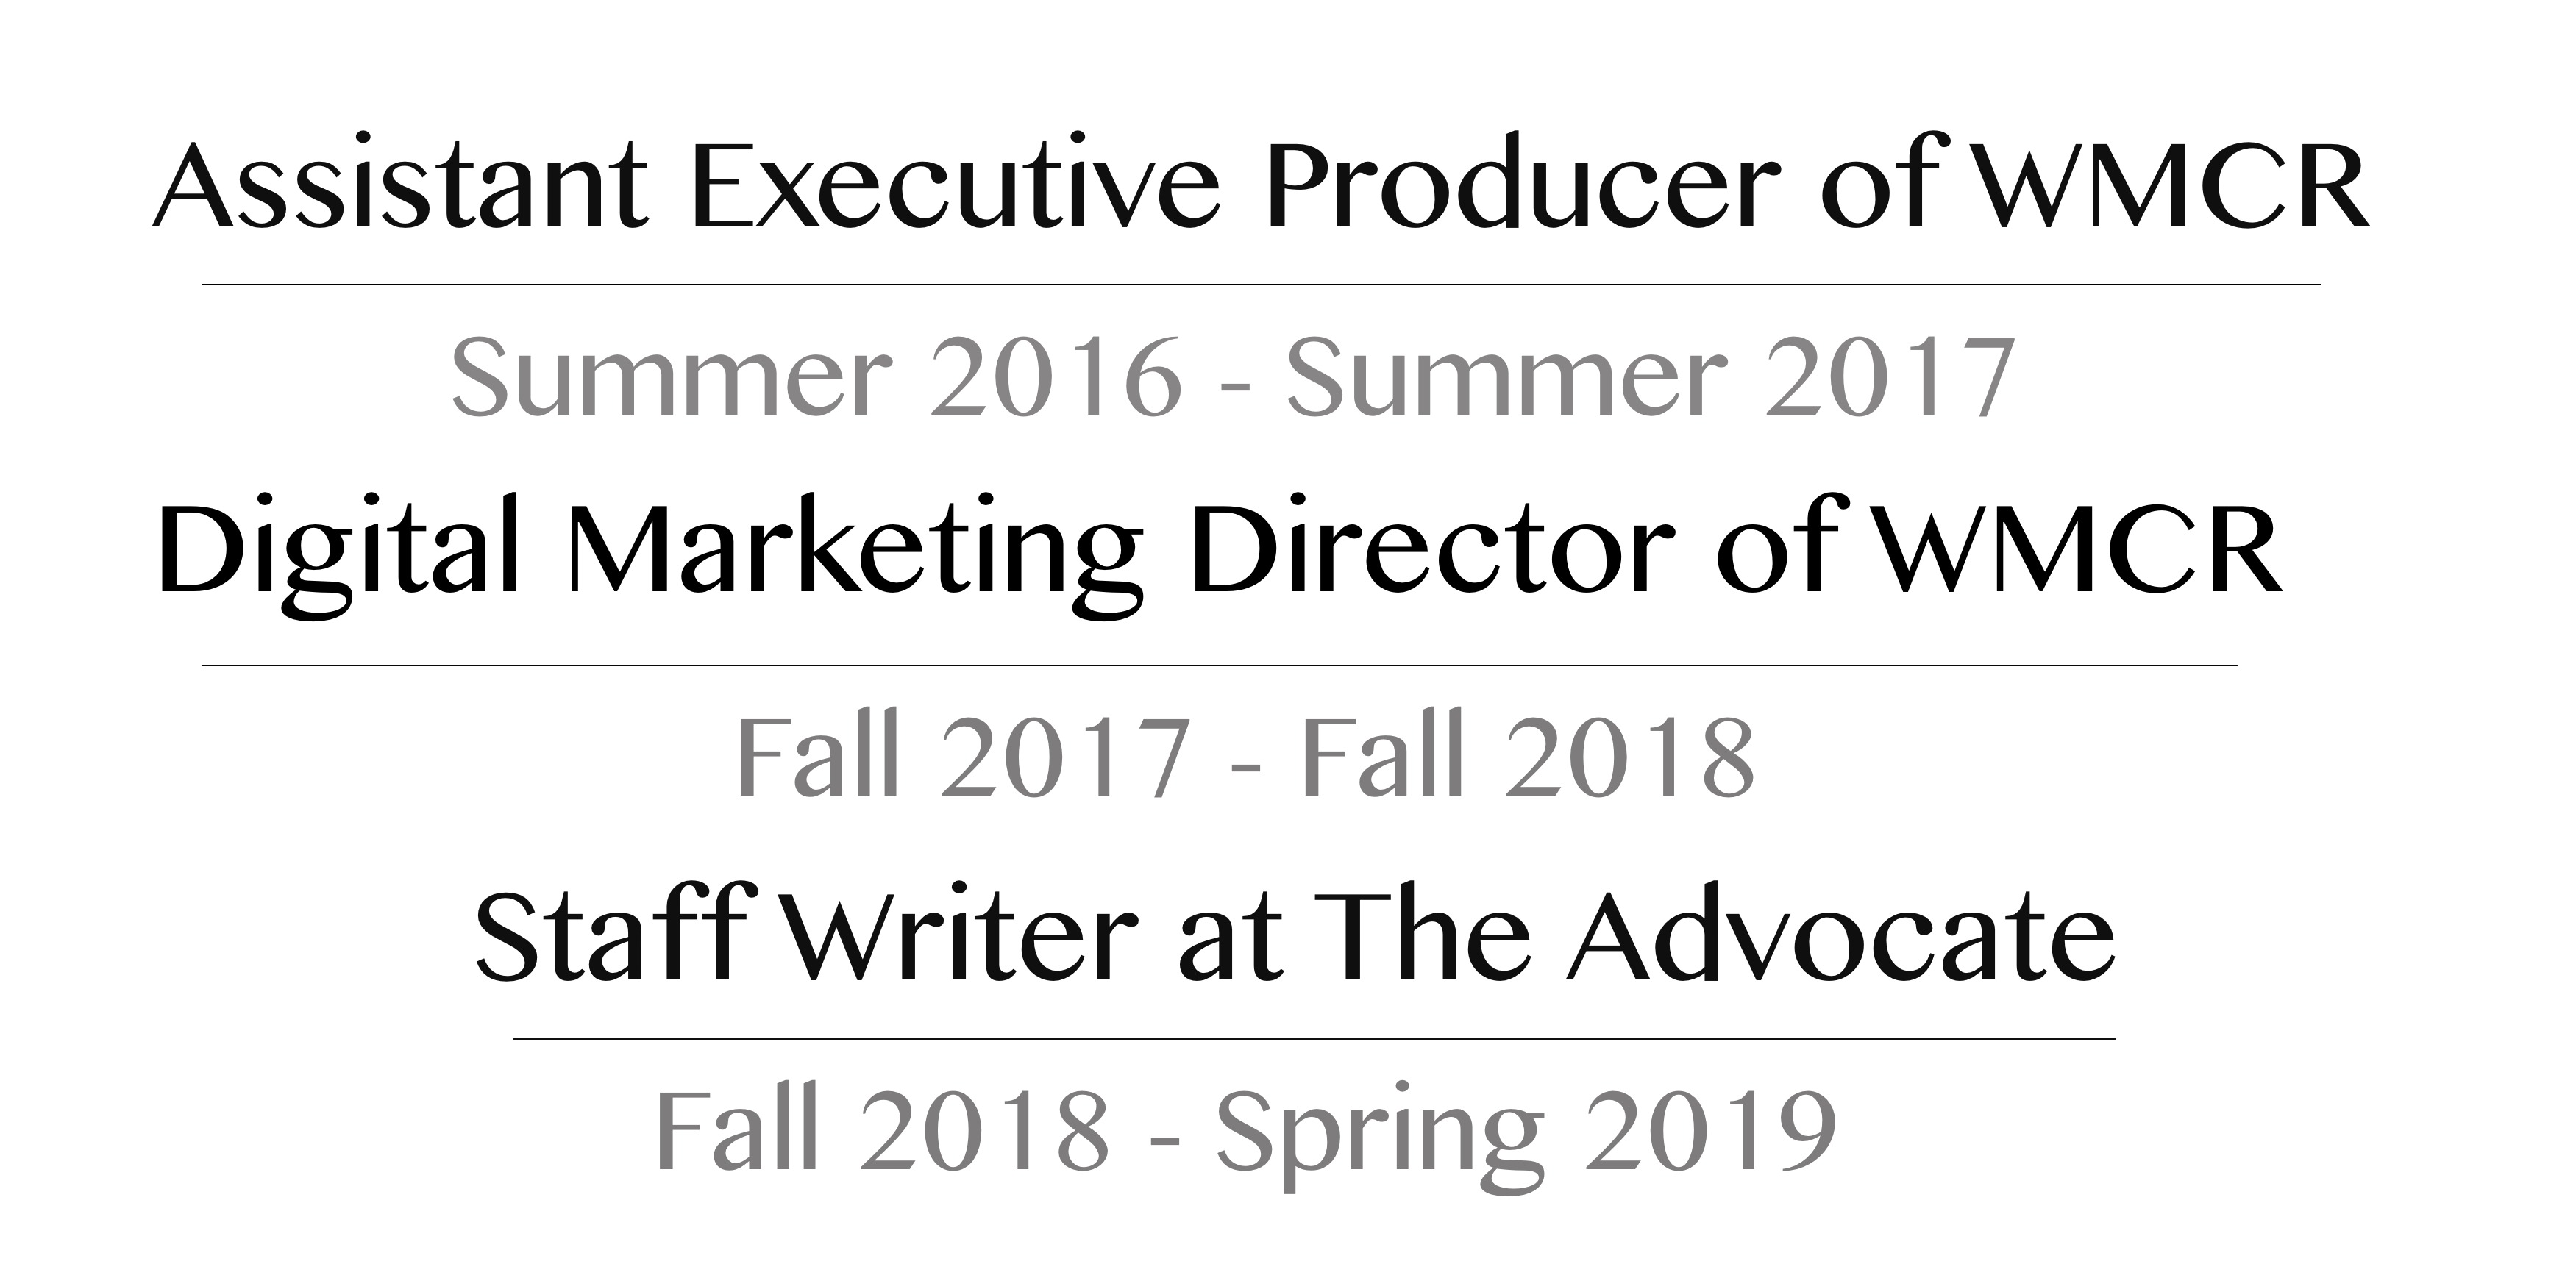 Assistant Executive Producer of WMCR
Summer 2016 - Summer 2017
Digital Marketing Director of WMCR
Fall 2017 - Fall 2018
Staff Writer at The Advocate
Fall 2018 - Spring 2019